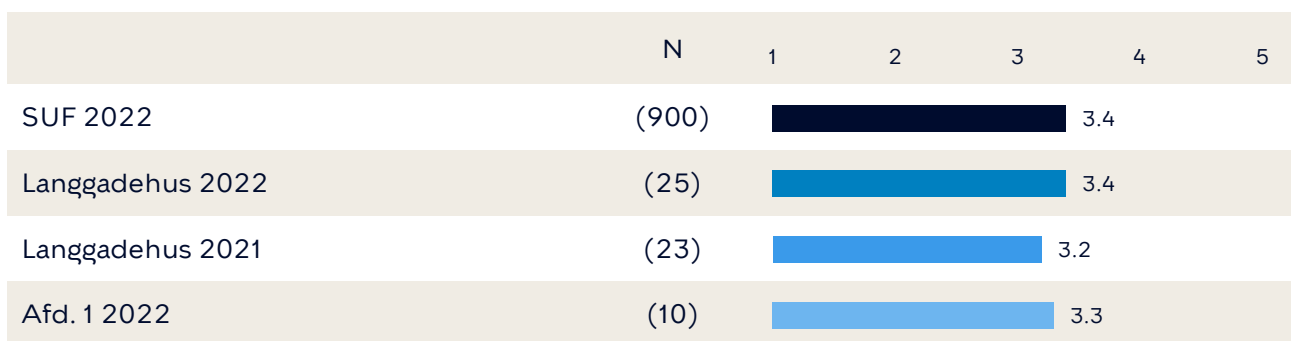 N 1 2 3 4 5
SUF 2022 (900) 3.4
Langgadehus 2022 (25) 3.4
Langgadehus 2021 (23) 3.2
Afd. 1 2022 (10) 3.3